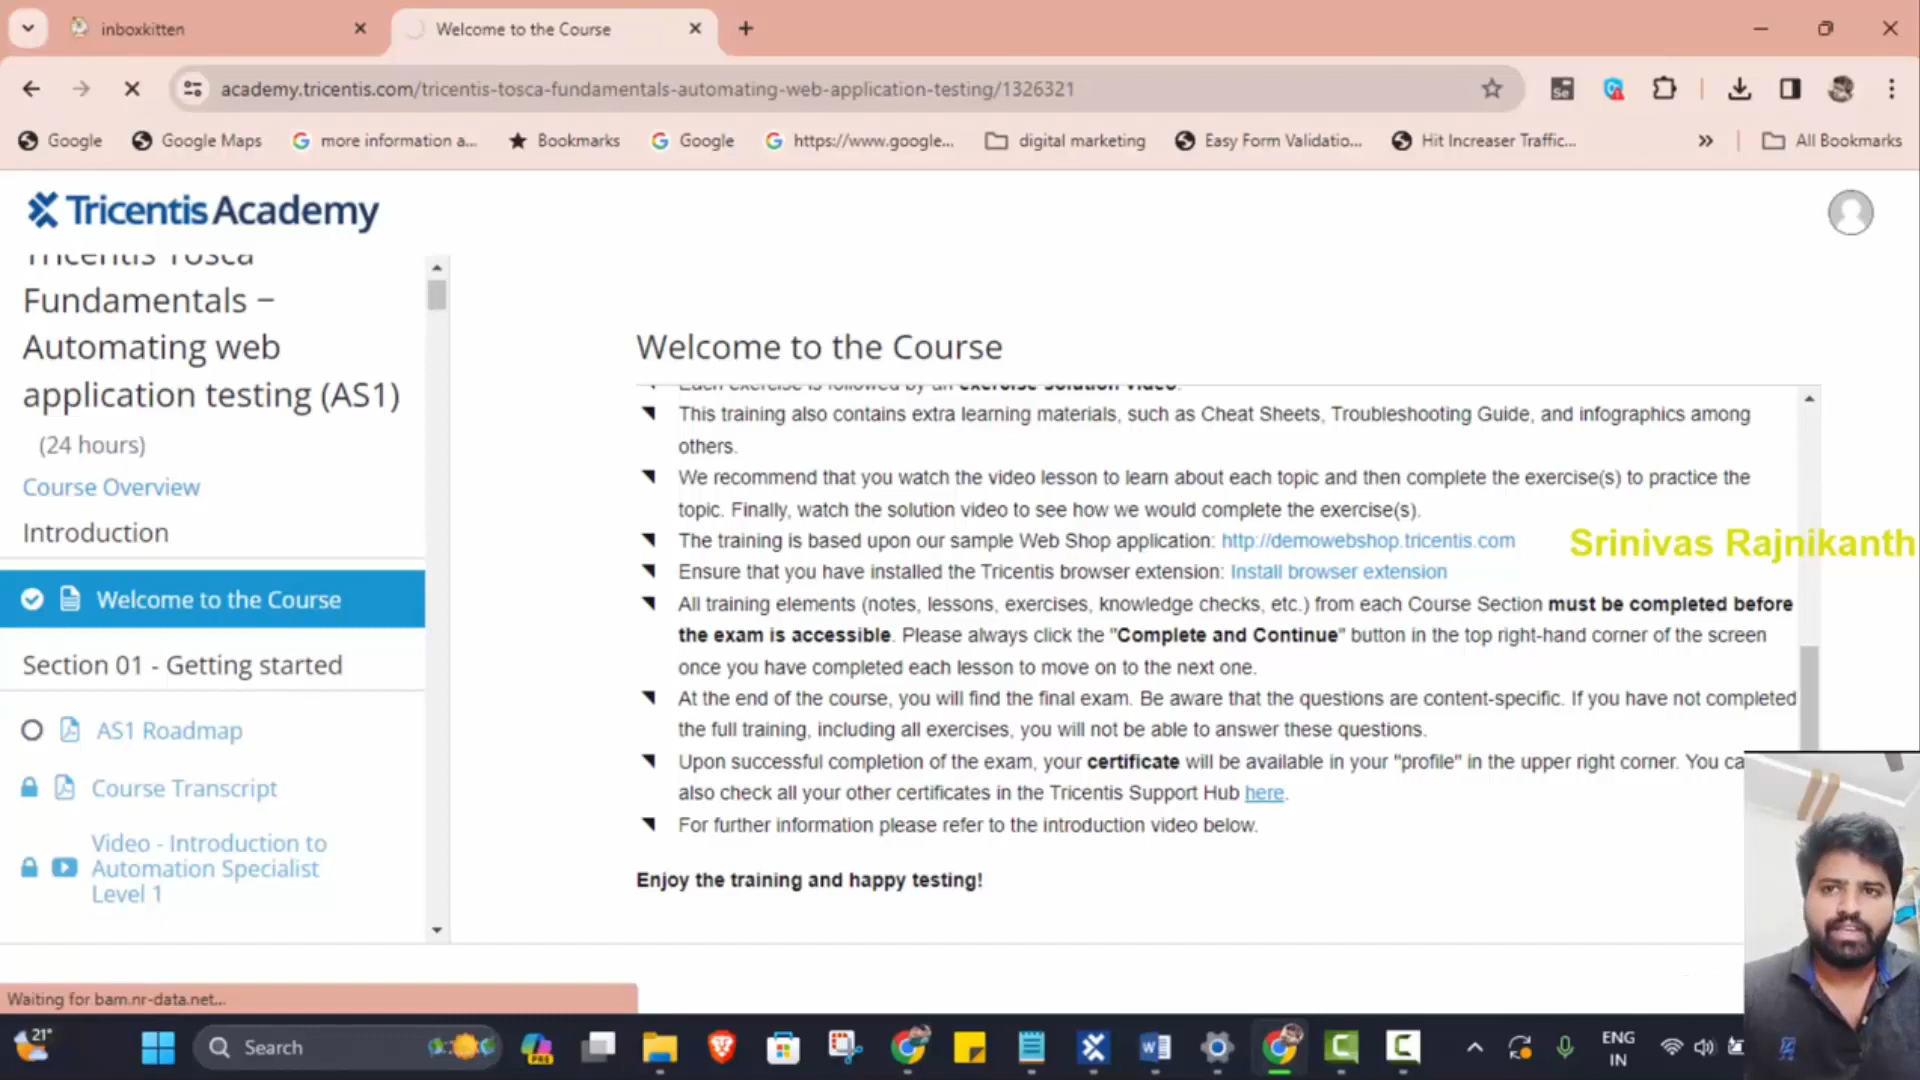 inboxkitten
Welcome to the Course
academy.tricentis.com/tricentis-tosca-fundamentals-automating-web-application-testing/1326321
Google
Google Maps
more information a...
Bookmarks
Google
https://www.google...
digital marketing
Easy Form Validatio...
Hit Increaser Traffic...
All Bookmarks
Tricentis Academy
Tricentis Tosca
Fundamentals –
Automating web
application testing (AS1)
(24 hours)
Course Overview
Introduction
Welcome to the Course
Section 01 - Getting started
AS1 Roadmap
Course Transcript
Video - Introduction to
Automation Specialist
Level 1
Welcome to the Course
Each exercise is followed by an exercise solution video.
This training also contains extra learning materials, such as Cheat Sheets, Troubleshooting Guide, and infographics among
others.
We recommend that you watch the video lesson to learn about each topic and then complete the exercise(s) to practice the
topic. Finally, watch the solution video to see how we would complete the exercise(s).
The training is based upon our sample Web Shop application: http://demowebshop.tricentis.com
Ensure that you have installed the Tricentis browser extension: Install browser extension
All training elements (notes, lessons, exercises, knowledge checks, etc.) from each Course Section must be completed before
the exam is accessible. Please always click the "Complete and Continue" button in the top right-hand corner of the screen
once you have completed each lesson to move on to the next one.
At the end of the course, you will find the final exam. Be aware that the questions are content-specific. If you have not completed
the full training, including all exercises, you will not be able to answer these questions.
Upon successful completion of the exam, your certificate will be available in your "profile" in the upper right corner. You ca
also check all your other certificates in the Tricentis Support Hub here.
For further information please refer to the introduction video below.
Enjoy the training and happy testing!
Srinivas Rajnikanth
Waiting for bam.nr-data.net...
21°
Search
PRE
ENG
IN